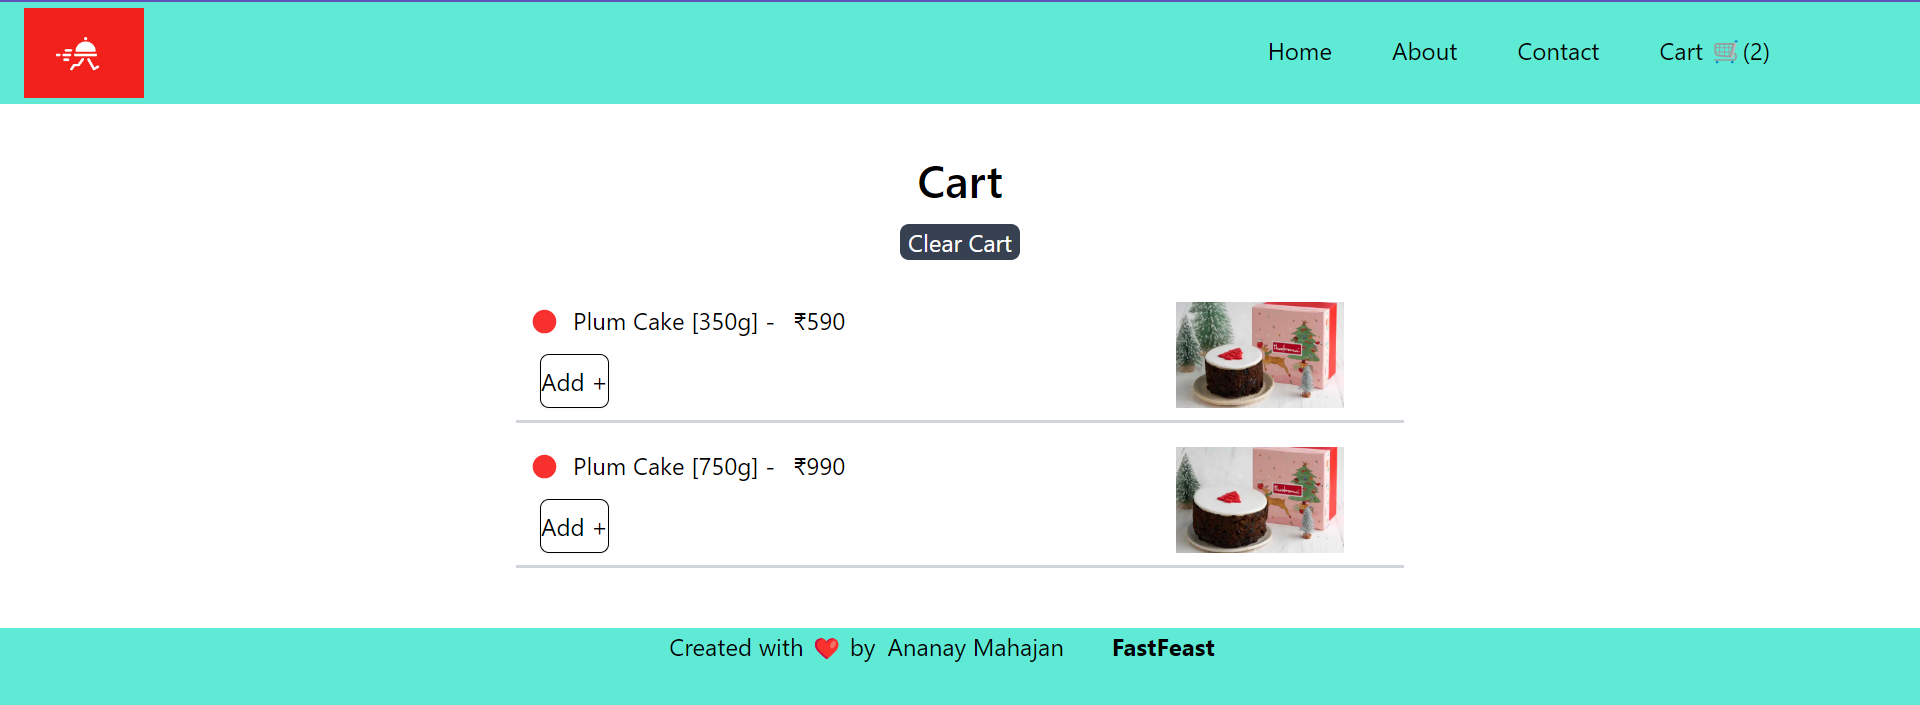 Home About Contact Cart 🛒(2)
Cart
Clear Cart
🔴 Plum Cake [350g] - ₹590
Add +
🔴 Plum Cake [750g] - ₹990
Add +
Created with ❤️ by Ananay Mahajan FastFeast